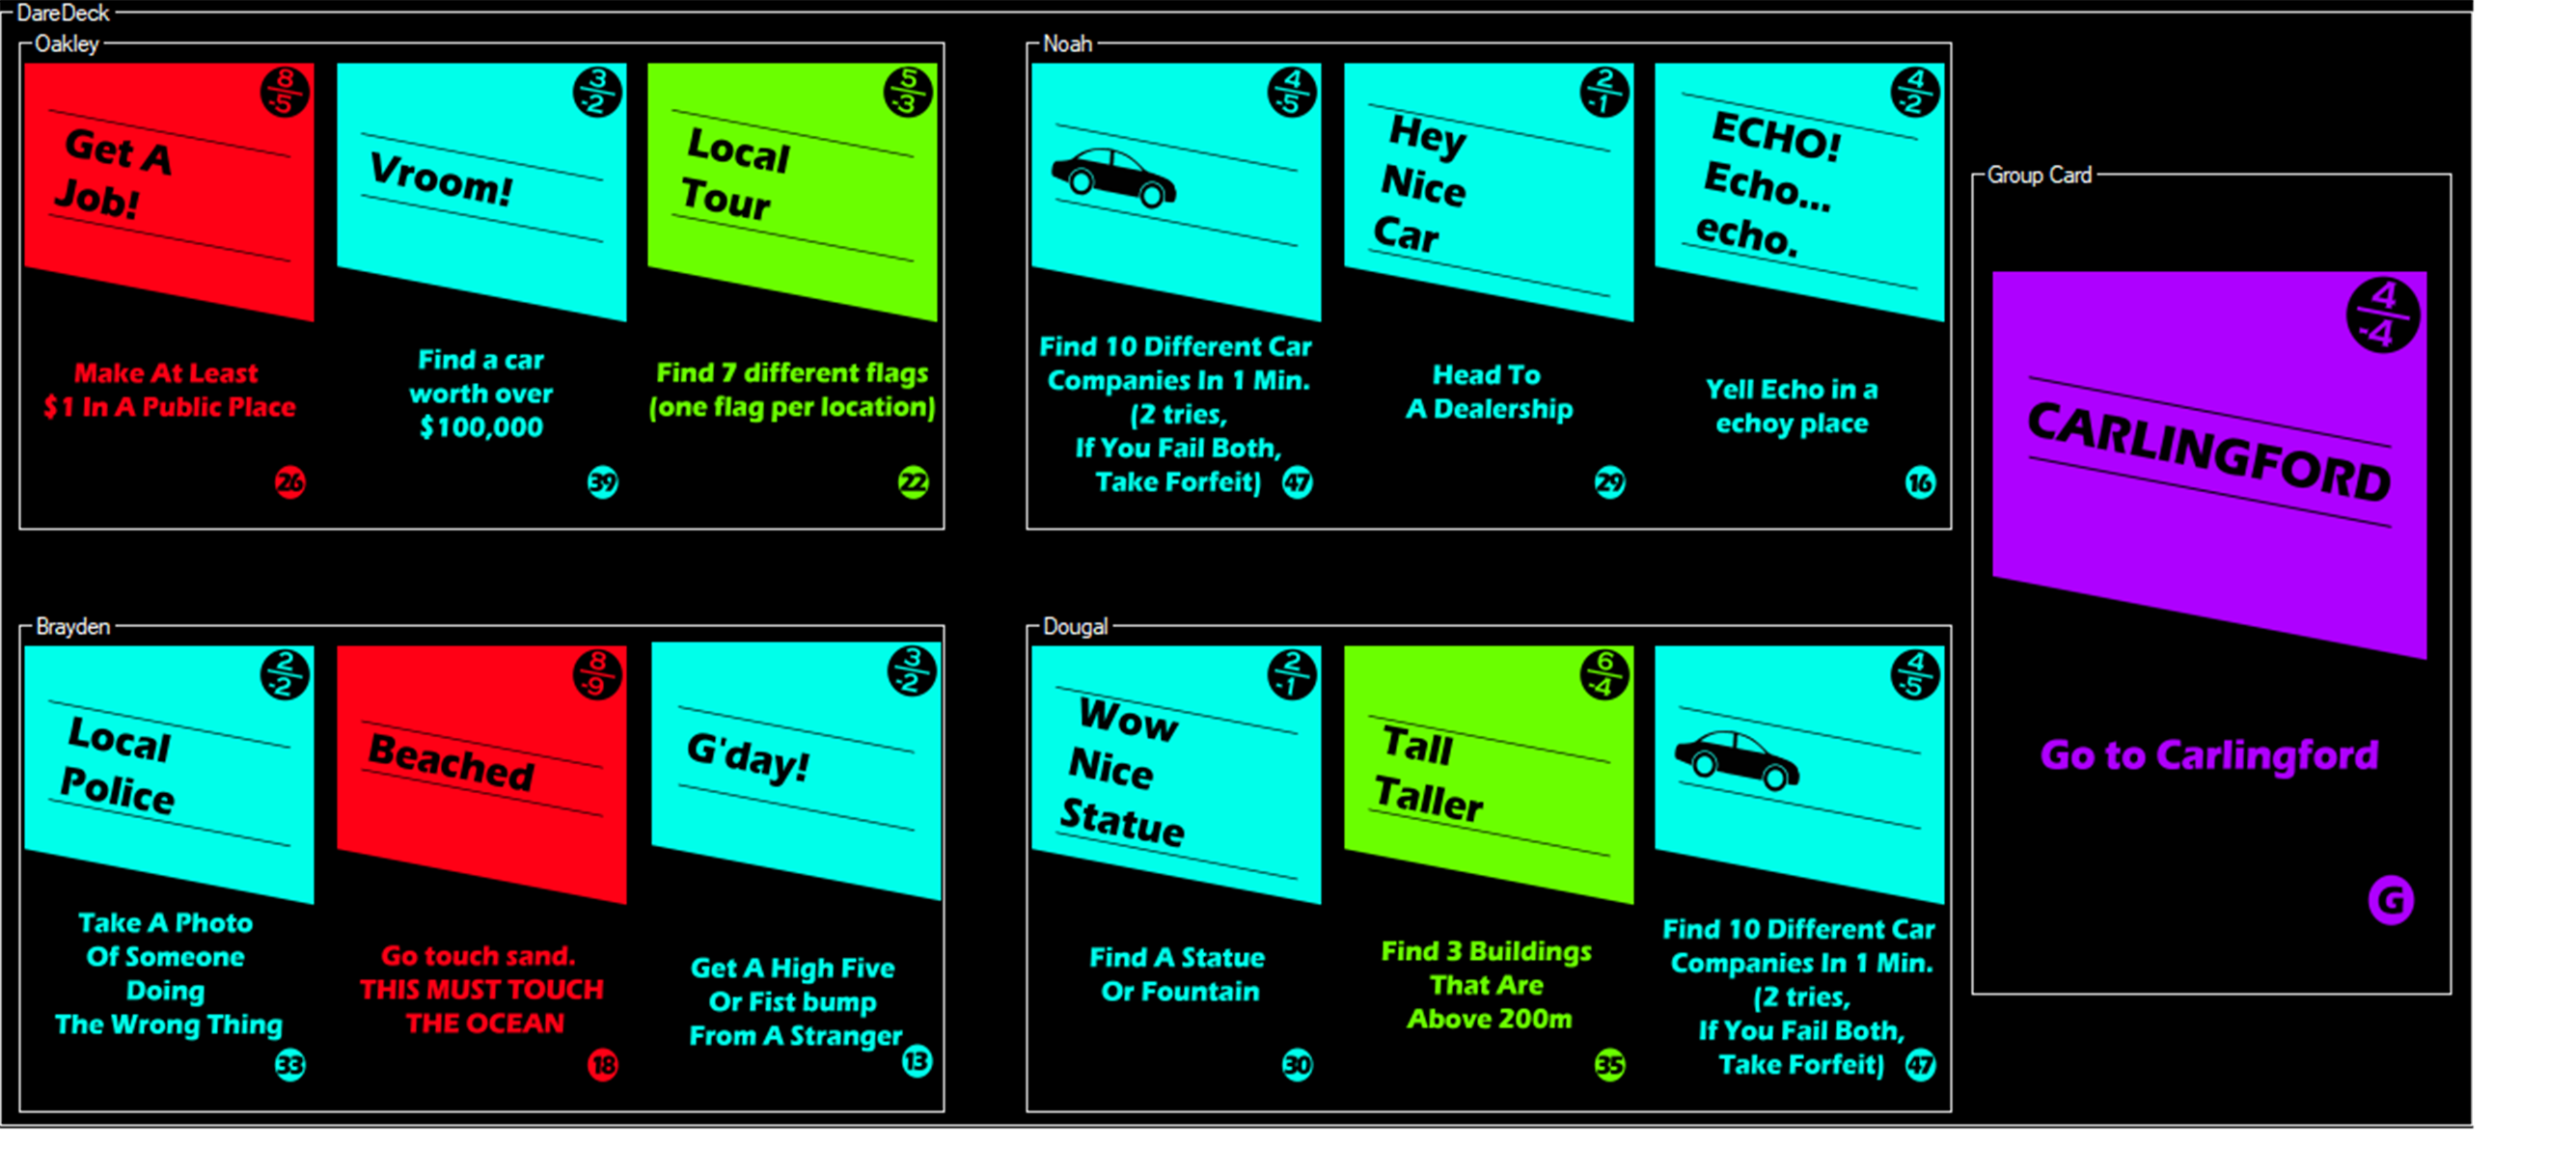 DareDeck
Oakley
8
-5
Get A
Job!
Make At Least
$1 In A Public Place
26
3
-2
Vroom!
Find a car
worth over
$100,000
39
5
-3
Local
Tour
Find 7 different flags
(one flag per location)
22
Noah
4
-5
Find 10 Different Car
Companies In 1 Min.
(2 tries,
If You Fail Both,
Take Forfeit)
47
2
-1
Hey
Nice
Car
Head To
A Dealership
29
4
-2
ECHO!
Echo...
echo.
Yell Echo in a
echoy place
16
Brayden
2
-2
Local
Police
Take A Photo
Of Someone
Doing
The Wrong Thing
33
8
-9
Beached
Go touch sand.
THIS MUST TOUCH
THE OCEAN
18
3
-2
G'day!
Get A High Five
Or Fist bump
From A Stranger
13
Dougal
2
-1
Wow
Nice
Statue
Find A Statue
Or Fountain
30
6
-4
Tall
Taller
Find 3 Buildings
That Are
Above 200m
35
4
-5
Find 10 Different Car
Companies In 1 Min.
(2 tries,
If You Fail Both,
Take Forfeit)
47
Group Card
4
-4
CARLINGFORD
Go to Carlingford
G